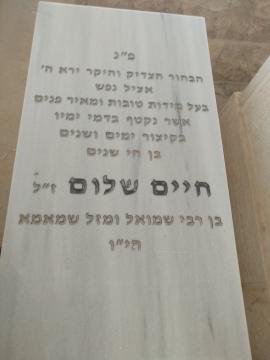 פ"נ
הבחור הצדיק והיקר ירא ה'
אציל נפש
בעל מידות טובות ומאיר פנים
אשר נקטף בדמי ימיו
בקיצור ימים ושנים
בן חי שנים
חיים שלום ז"ל
בן רבי שמואל ומזל שמאמא
הי"ו